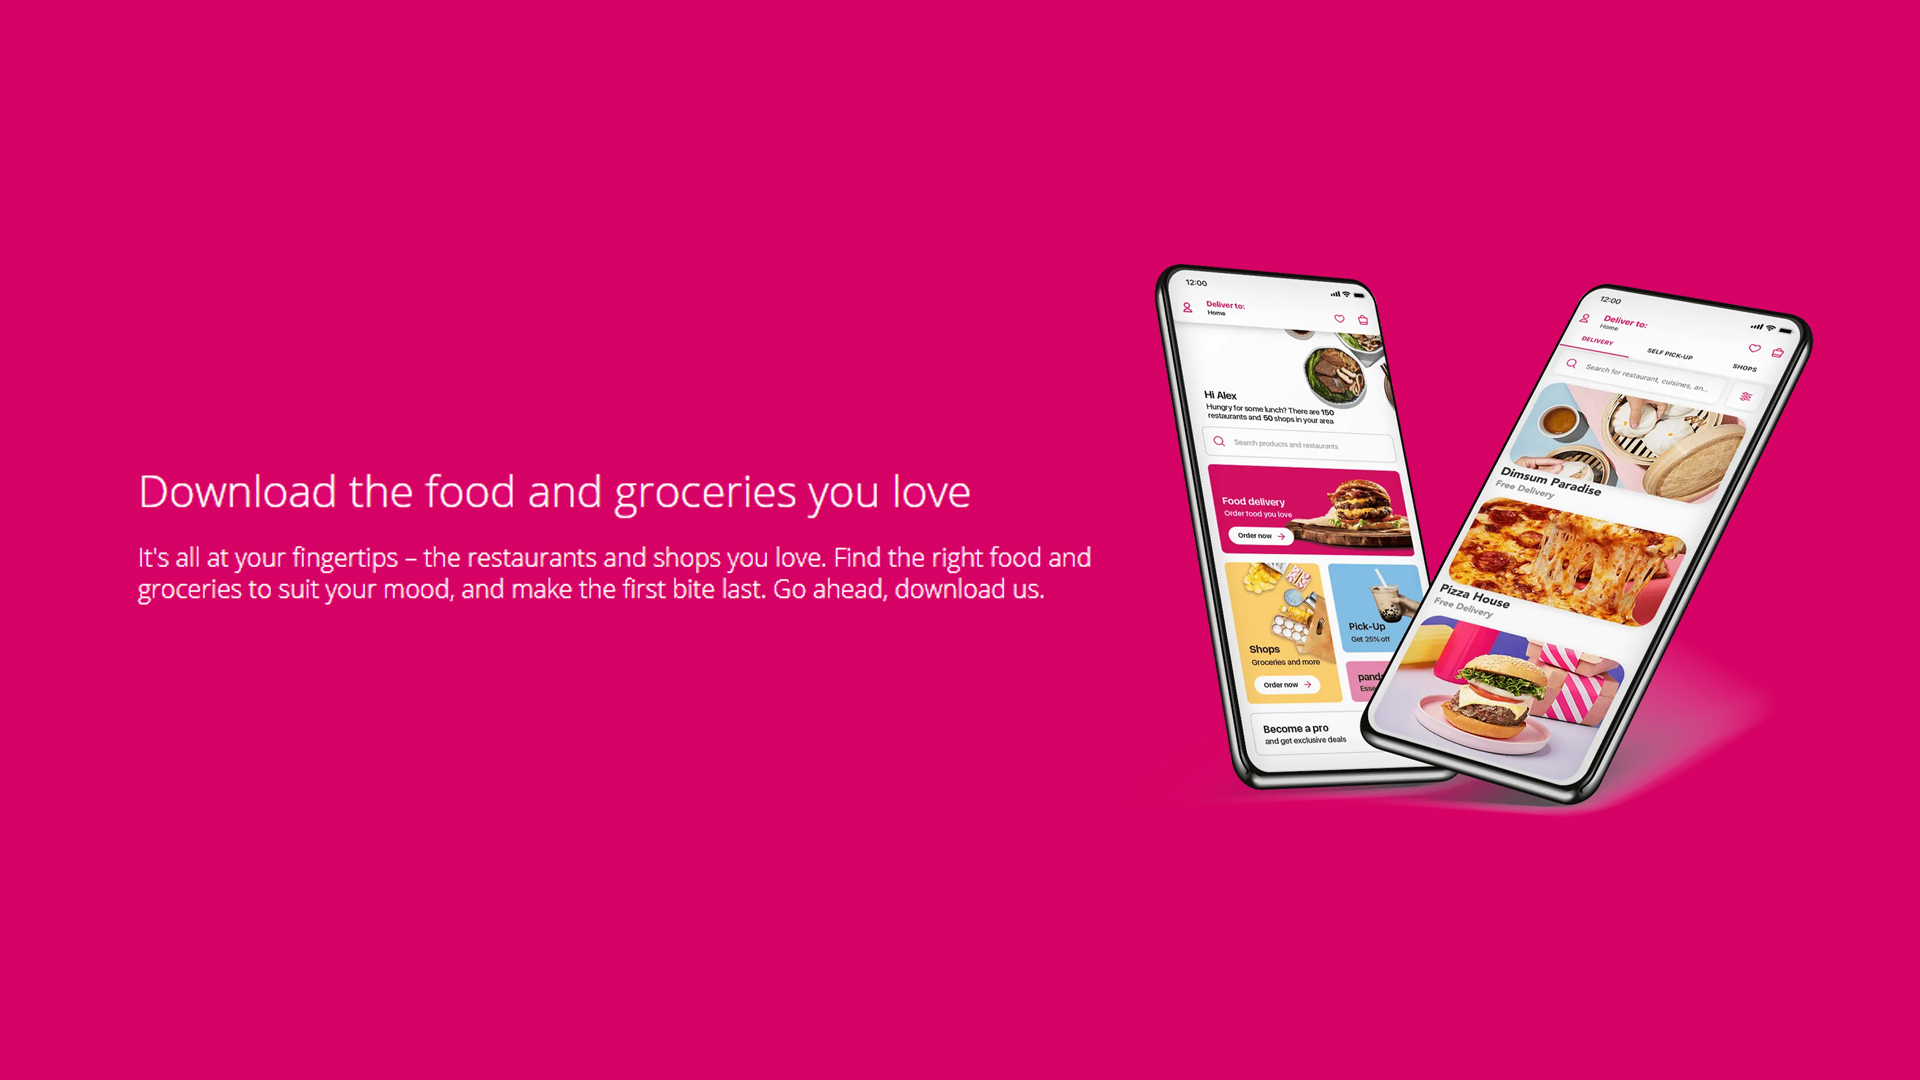 Download the food and groceries you love
It's all at your fingertips – the restaurants and shops you love. Find the right food and
groceries to suit your mood, and make the first bite last. Go ahead, download us.
12:00
Deliver to:
Home
Hi Alex
Hungry for some lunch? There are 150
restaurants and 50 shops in your area
Search products and restaurants
Food delivery
Order food you love
Order now
Shops
Groceries and more
Order now
Pick-Up
Get 25% off
panda
Esse
Become a pro
and get exclusive deals
12:00
Deliver to:
Home
DELIVERY
SELF PICK-UP
SHOPS
Search for restaurant, cuisines, an...
Dimsum Paradise
Free Delivery
Pizza House
Free Delivery